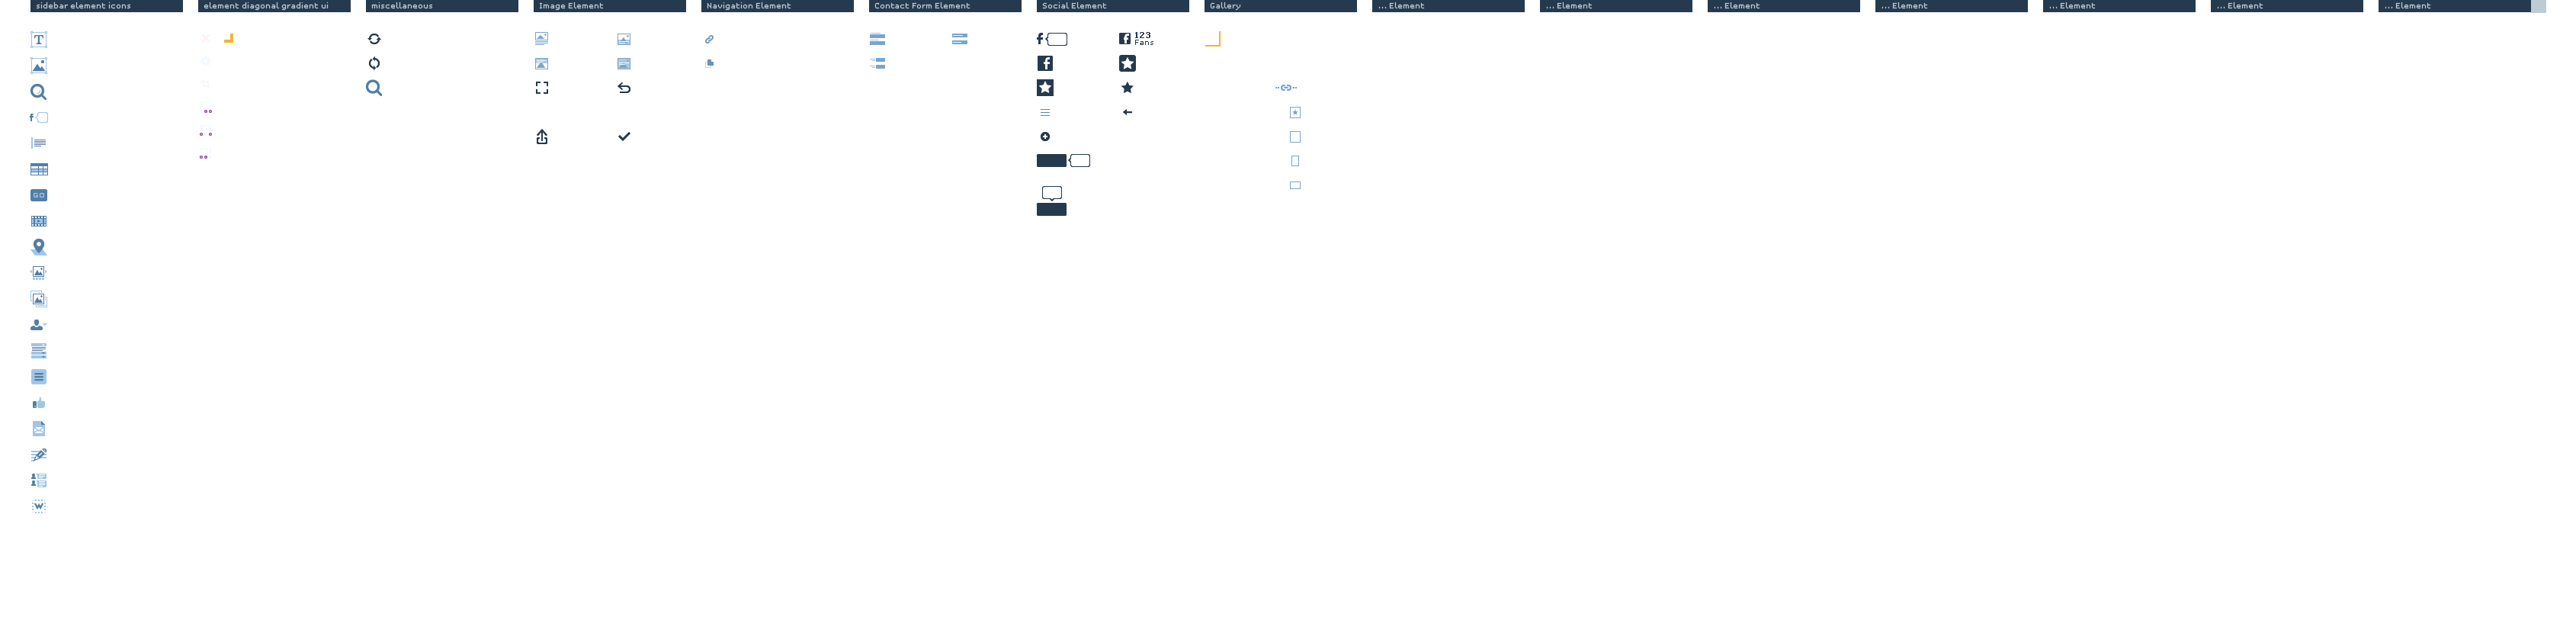 sidebar element icons
element diagonal gradient ui
miscellaneous
Image Element
Navigation Element
Contact Form Element
Social Element
Gallery
... Element
... Element
... Element
... Element
... Element
... Element
... Element
T
f
f
f 123
Fans
f
GO
W